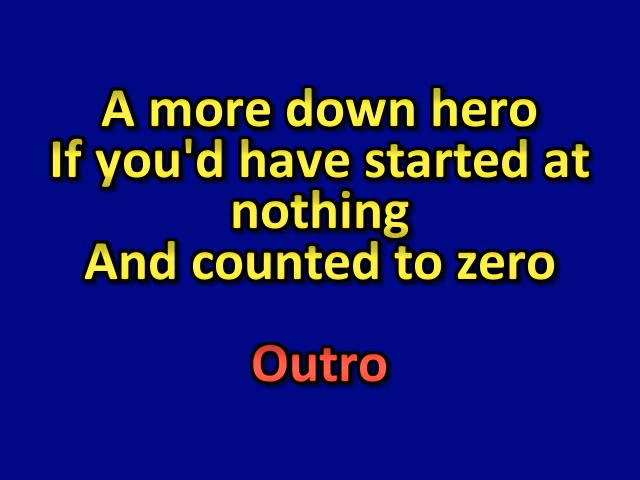 A more down hero
If you'd have started at
nothing
And counted to zero
Outro